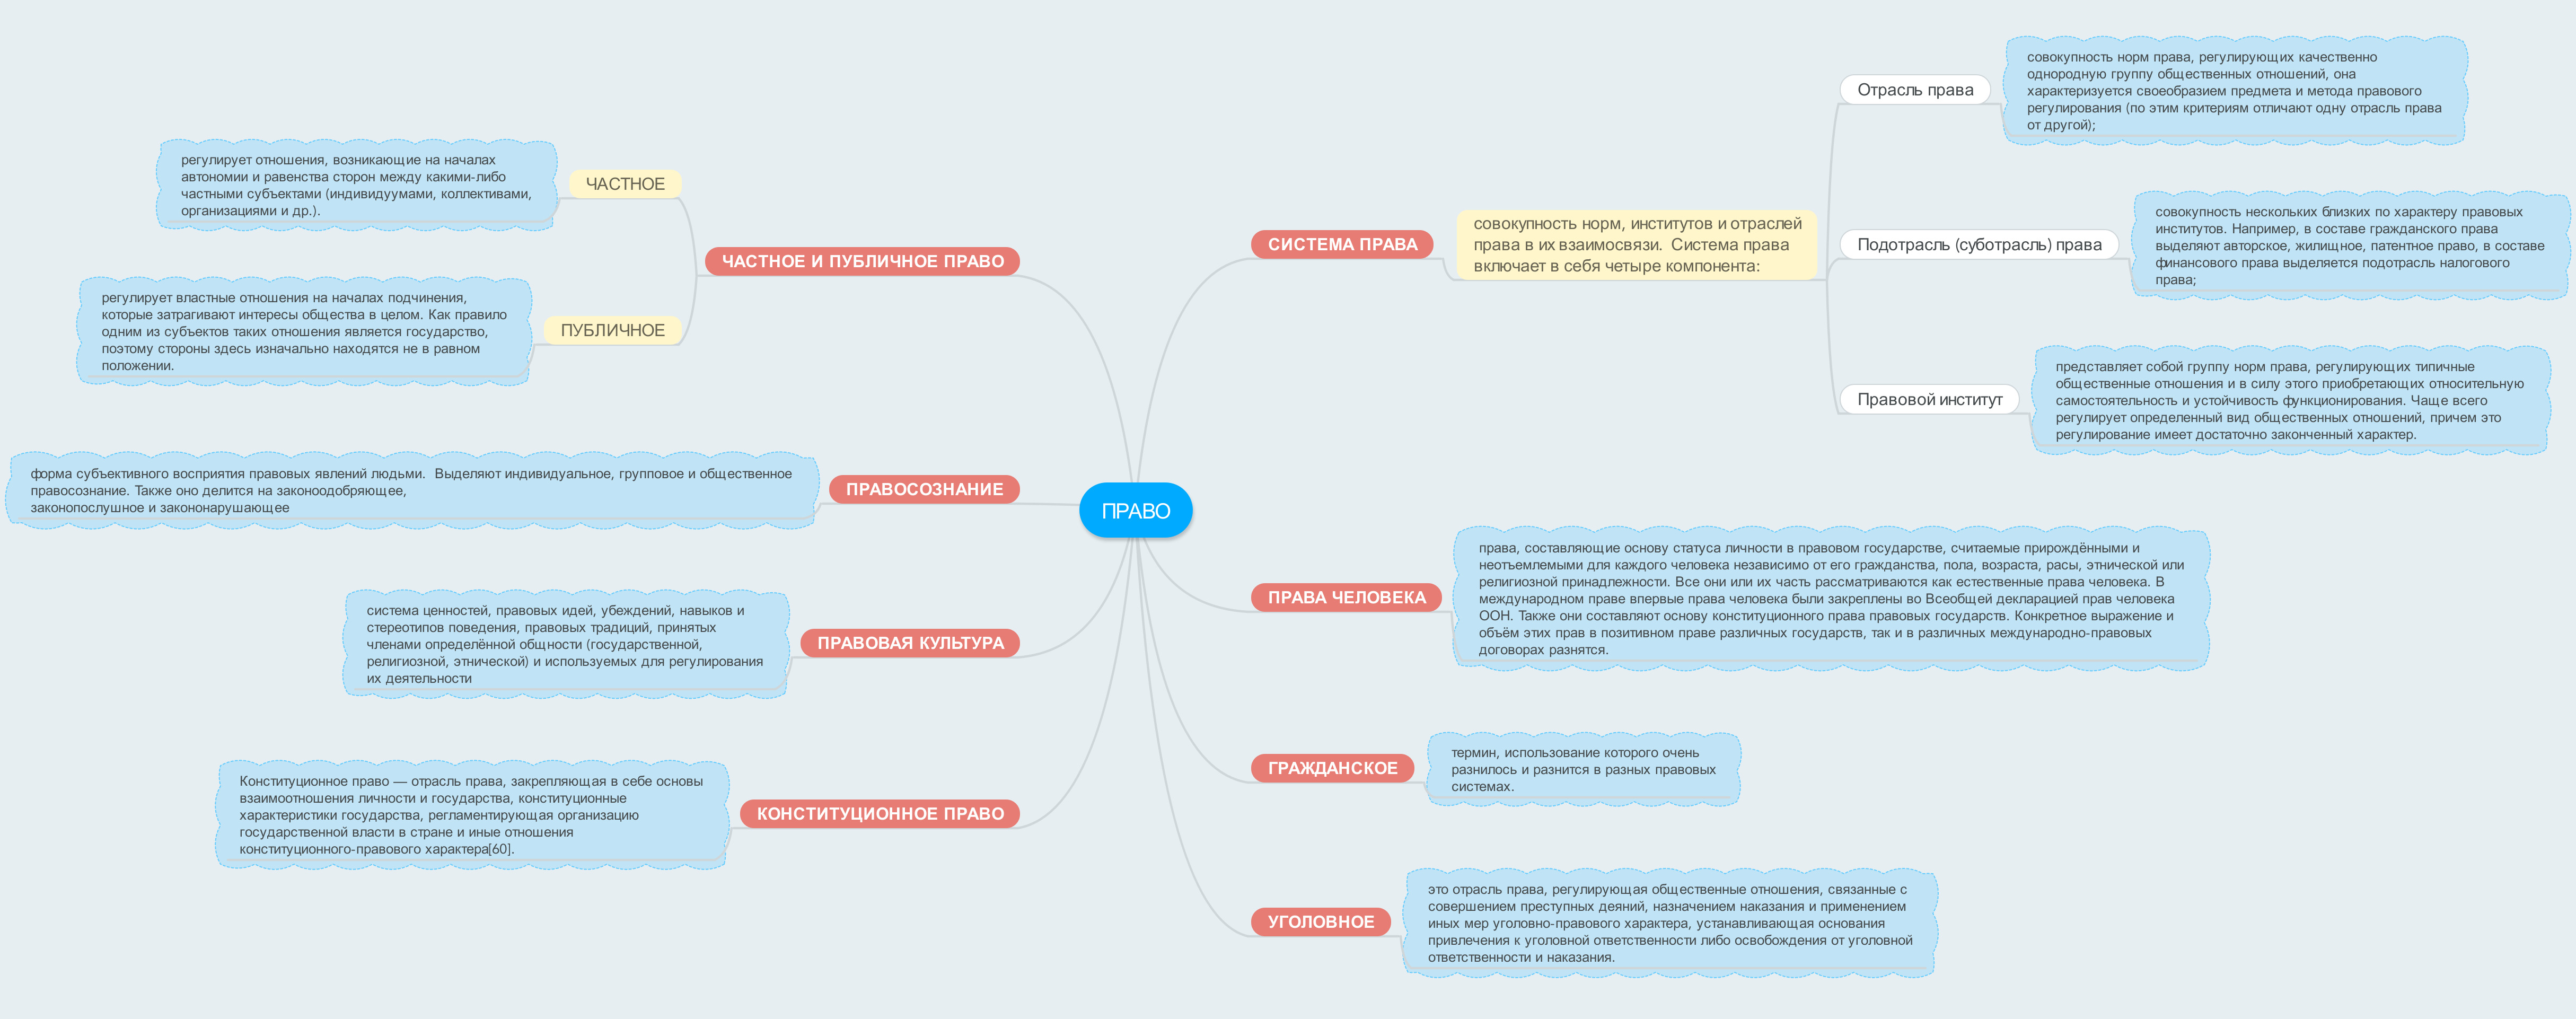 ПРАВО
СИСТЕМА ПРАВА
совокупность норм, институтов и отраслей
права в их взаимосвязи.  Система права
включает в себя четыре компонента:
Отрасль права
совокупность норм права, регулирующих качественно
однородную группу общественных отношений, она
характеризуется своеобразием предмета и метода правового
регулирования (по этим критериям отличают одну отрасль права
от другой);
Подотрасль (суботрасль) права
совокупность нескольких близких по характеру правовых
институтов. Например, в составе гражданского права
выделяют авторское, жилищное, патентное право, в составе
финансового права выделяется подотрасль налогового
права;
Правовой институт
представляет собой группу норм права, регулирующих типичные
общественные отношения и в силу этого приобретающих относительную
самостоятельность и устойчивость функционирования. Чаще всего
регулирует определенный вид общественных отношений, причем это
регулирование имеет достаточно законченный характер.
ПРАВА ЧЕЛОВЕКА
права, составляющие основу статуса личности в правовом государстве, считаемые прирождёнными и
неотъемлемыми для каждого человека независимо от его гражданства, пола, возраста, расы, этнической или
религиозной принадлежности. Все они или их часть рассматриваются как естественные права человека. В
международном праве впервые права человека были закреплены во Всеобщей декларацией прав человека
ООН. Также они составляют основу конституционного права правовых государств. Конкретное выражение и
объём этих прав в позитивном праве различных государств, так и в различных международно-правовых
договорах разнятся.
ГРАЖДАНСКОЕ
термин, использование которого очень
разнилось и разнится в разных правовых
системах.
УГОЛОВНОЕ
это отрасль права, регулирующая общественные отношения, связанные с
совершением преступных деяний, назначением наказания и применением
иных мер уголовно-правового характера, устанавливающая основания
привлечения к уголовной ответственности либо освобождения от уголовной
ответственности и наказания.
ЧАСТНОЕ И ПУБЛИЧНОЕ ПРАВО
ЧАСТНОЕ
регулирует отношения, возникающие на началах
автономии и равенства сторон между какими-либо
частными субъектами (индивидуумами, коллективами,
организациями и др.).
ПУБЛИЧНОЕ
регулирует властные отношения на началах подчинения,
которые затрагивают интересы общества в целом. Как правило
одним из субъектов таких отношения является государство,
поэтому стороны здесь изначально находятся не в равном
положении.
ПРАВОСОЗНАНИЕ
форма субъективного восприятия правовых явлений людьми.  Выделяют индивидуальное, групповое и общественное
правосознание. Также оно делится на законоодобряющее,
законопослушное и закононарушающее
ПРАВОВАЯ КУЛЬТУРА
система ценностей, правовых идей, убеждений, навыков и
стереотипов поведения, правовых традиций, принятых
членами определённой общности (государственной,
религиозной, этнической) и используемых для регулирования
их деятельности
КОНСТИТУЦИОННОЕ ПРАВО
Конституционное право — отрасль права, закрепляющая в себе основы
взаимоотношения личности и государства, конституционные
характеристики государства, регламентирующая организацию
государственной власти в стране и иные отношения
конституционного-правового характера[60].